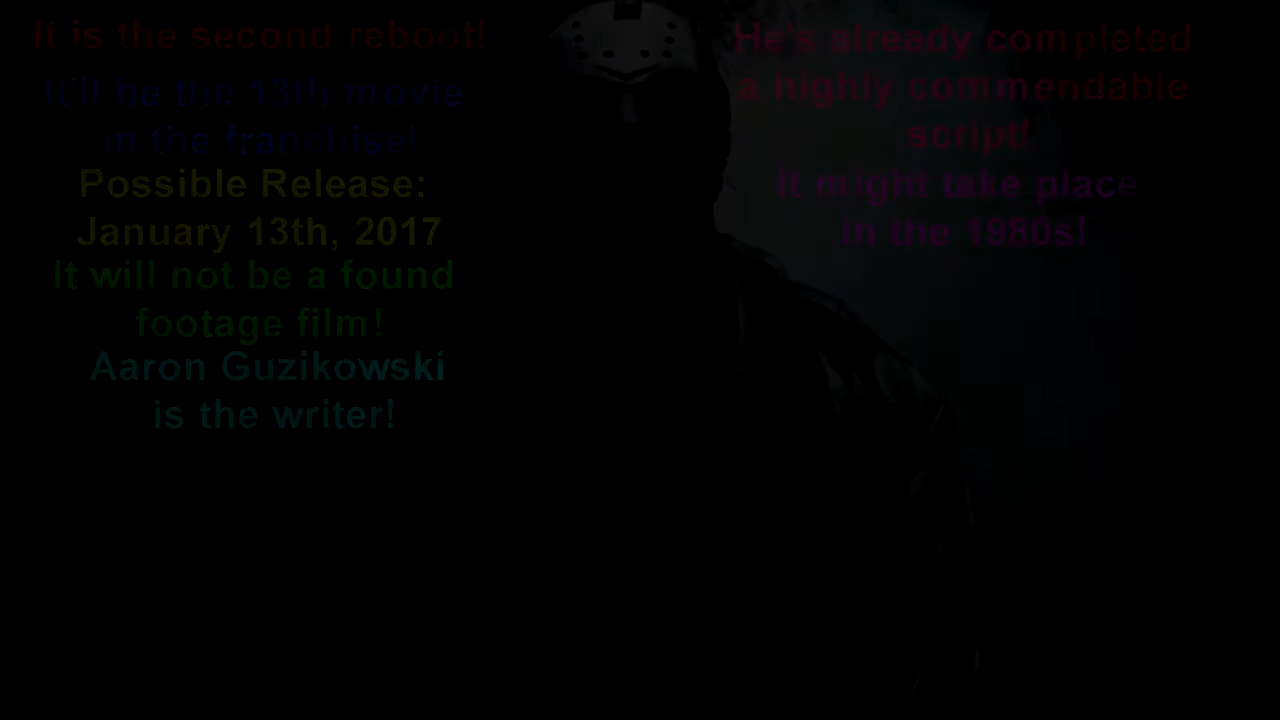 It is the second reboot!
It'll be the 13th movie
in the franchise!
Possible Release:
January 13th, 2017
It will not be a found
footage film!
Aaron Guzikowski
is the writer!
He's already completed
a highly commendable
script!
It might take place
in the 1980s!